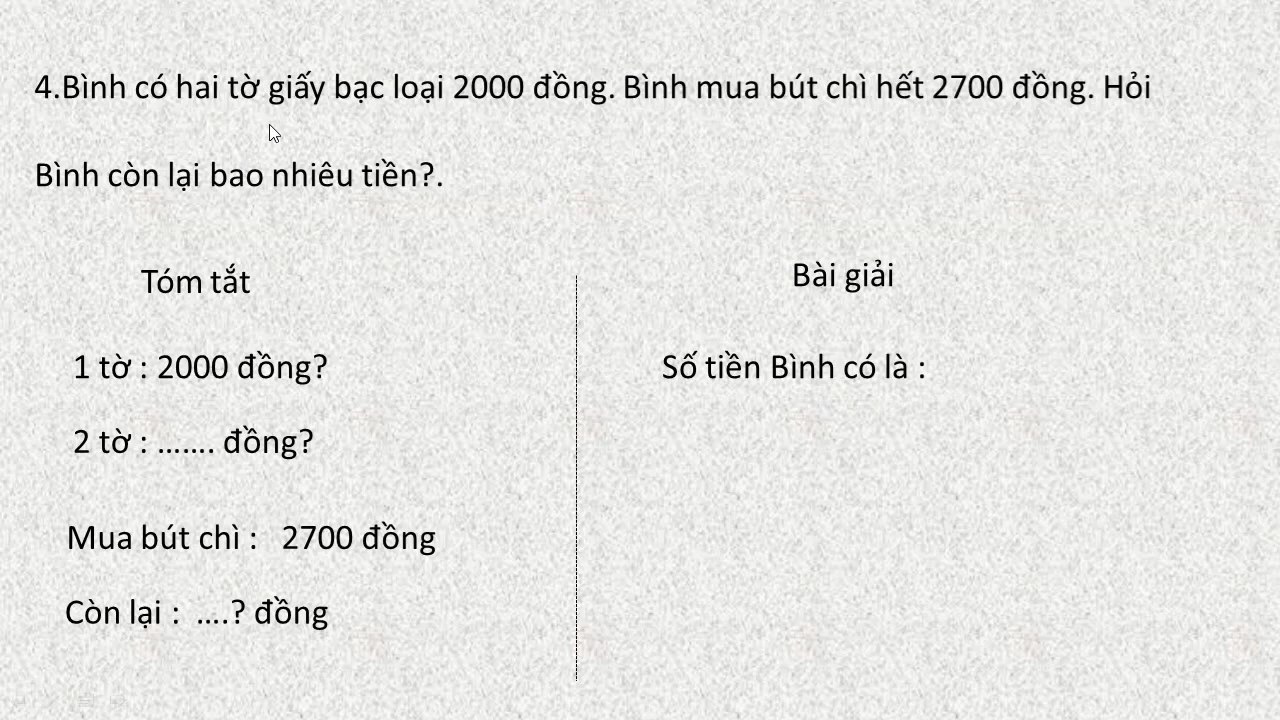 4.Bình có hai tờ giấy bạc loại 2000 đồng. Bình mua bút chì hết 2700 đồng. Hỏi
Bình còn lại bao nhiêu tiền?.
Tóm tắt
1 tờ : 2000 đồng?
2 tờ : ....... đồng?
Mua bút chì : 2700 đồng
Còn lại : ....? đồng
Bài giải
Số tiền Bình có là :